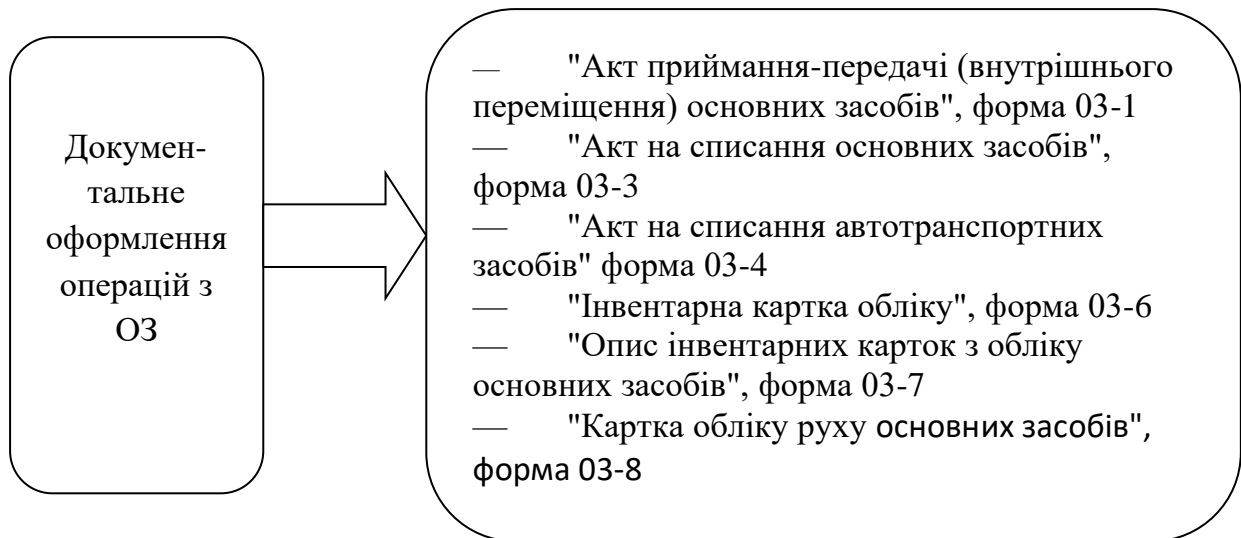 Докумен-
тальне
оформлення
операцій з
ОЗ
— "Акт приймання-передачі (внутрішнього
переміщення) основних засобів", форма 03-1
— "Акт на списання основних засобів",
форма 03-3
— "Акт на списання автотранспортних
засобів" форма 03-4
— "Інвентарна картка обліку", форма 03-6
— "Опис інвентарних карток з обліку
основних засобів", форма 03-7
— "Картка обліку руху основних засобів",
форма 03-8